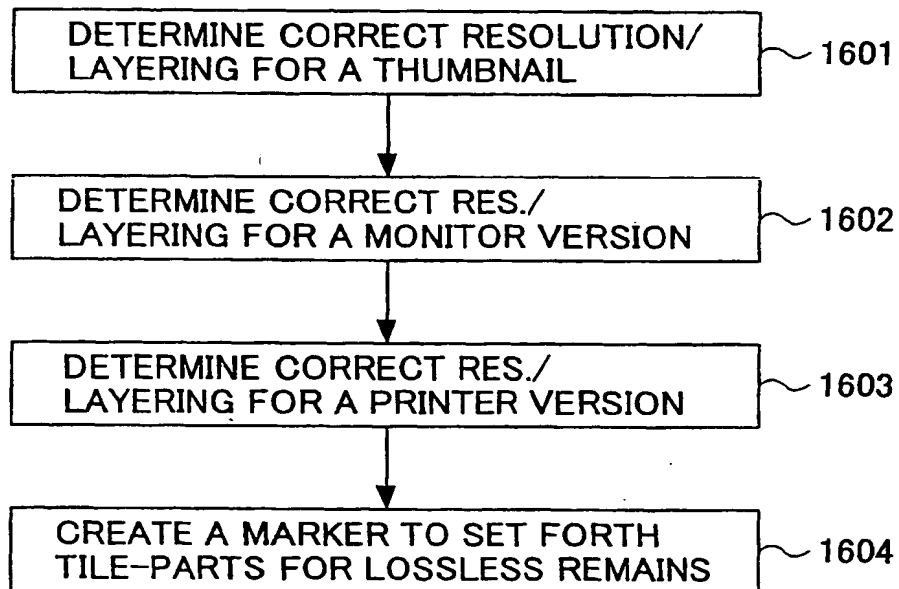 DETERMINE CORRECT RESOLUTION/
LAYERING FOR A THUMBNAIL
1601
DETERMINE CORRECT RES./
LAYERING FOR A MONITOR VERSION
1602
DETERMINE CORRECT RES./
LAYERING FOR A PRINTER VERSION
1603
CREATE A MARKER TO SET FORTH
TILE-PARTS FOR LOSSLESS REMAINS
1604